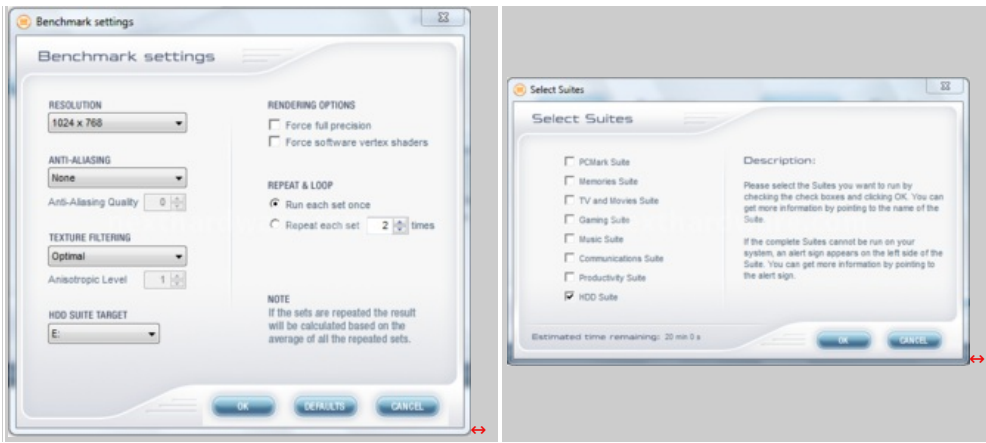 Benchmark settings
Benchmark settings
RESOLUTION
1024 x 768
ANTI-ALIASING
None
Anti-Aliasing Quality 0
TEXTURE FILTERING
Optimal
Anisotropic Level 1
HDD SUITE TARGET
E:
RENDERING OPTIONS
Force full precision
Force software vertex shaders
REPEAT & LOOP
Run each set once
Repeat each set 2 times
NOTE
If the sets are repeated the result
will be calculated based on the
average of all the repeated sets.
OK DEFAULTS CANCEL
Select Suites
Select Suites
PCMark Suite
Memories Suite
TV and Movies Suite
Gaming Suite
Music Suite
Communications Suite
Productivity Suite
HDD Suite
Description:
Please select the Suites you want to run by
checking the check boxes and clicking OK. You can
get more information by pointing to the name of the
Suite.
If the complete Suites cannot be run on your
system, an alert sign appears on the left side of the
Suite. You can get more information by pointing to
the alert sign.
Estimated time remaining: 20 min 0 s
OK CANCEL